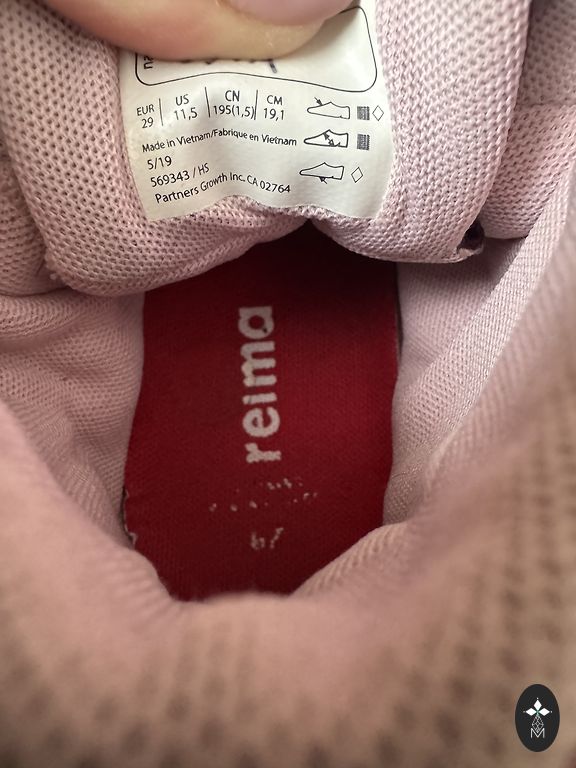 na
EUR US CN CM
29 11,5 195(1,5) 19,1
Made in Vietnam/Fabrique en Vietnam
5/19
569343 / HS
Partners Growth Inc. CA 02764
reima
M